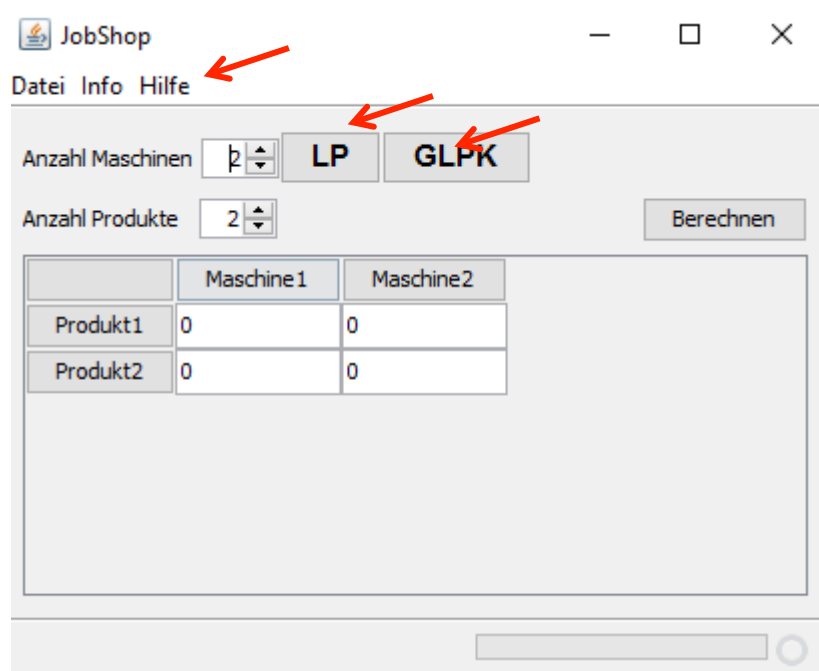 JobShop
Datei Info Hilfe
Anzahl Maschinen 2 LP GLPK
Anzahl Produkte 2 Berechnen
Maschine1 Maschine2
Produkt1 0 0
Produkt2 0 0